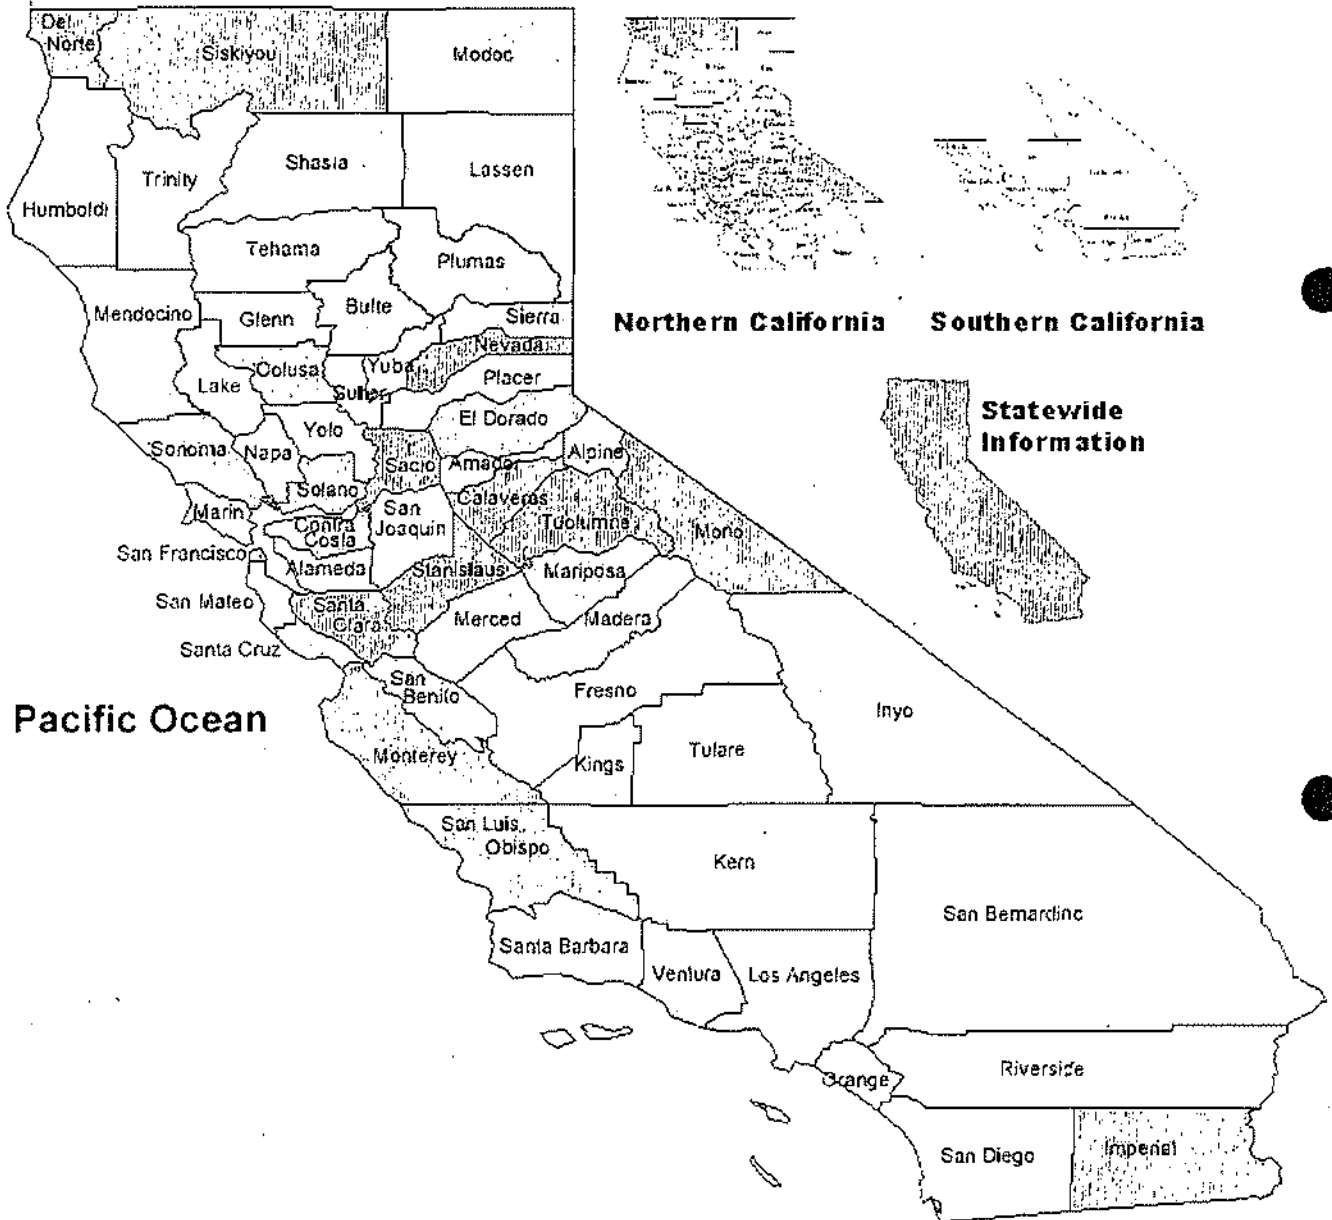 Del
Norte
Siskiyou
Modoc
Shasta
Lassen
Trinity
Humboldt
Tehama
Plumas
Mendocino
Glenn
Butte
Sierra
Nevada
Colusa
Yuba
Lake
Sutter
Placer
El Dorado
Yolo
Sonoma
Napa
Sacto
Amador
Alpine
Solano
Calaveras
Marin
San
Joaquin
Contra
Costa
Tuolumne
Mono
San Francisco
Alameda
Stanislaus
Mariposa
San Mateo
Santa
Clara
Merced
Madera
Santa Cruz
San
Benito
Fresno
Inyo
Pacific Ocean
Monterey
Kings
Tulare
San Luis
Obispo
Kern
San Bernardino
Santa Barbara
Ventura
Los Angeles
Orange
Riverside
San Diego
Imperial
Northern California
Southern California
Statewide
Information